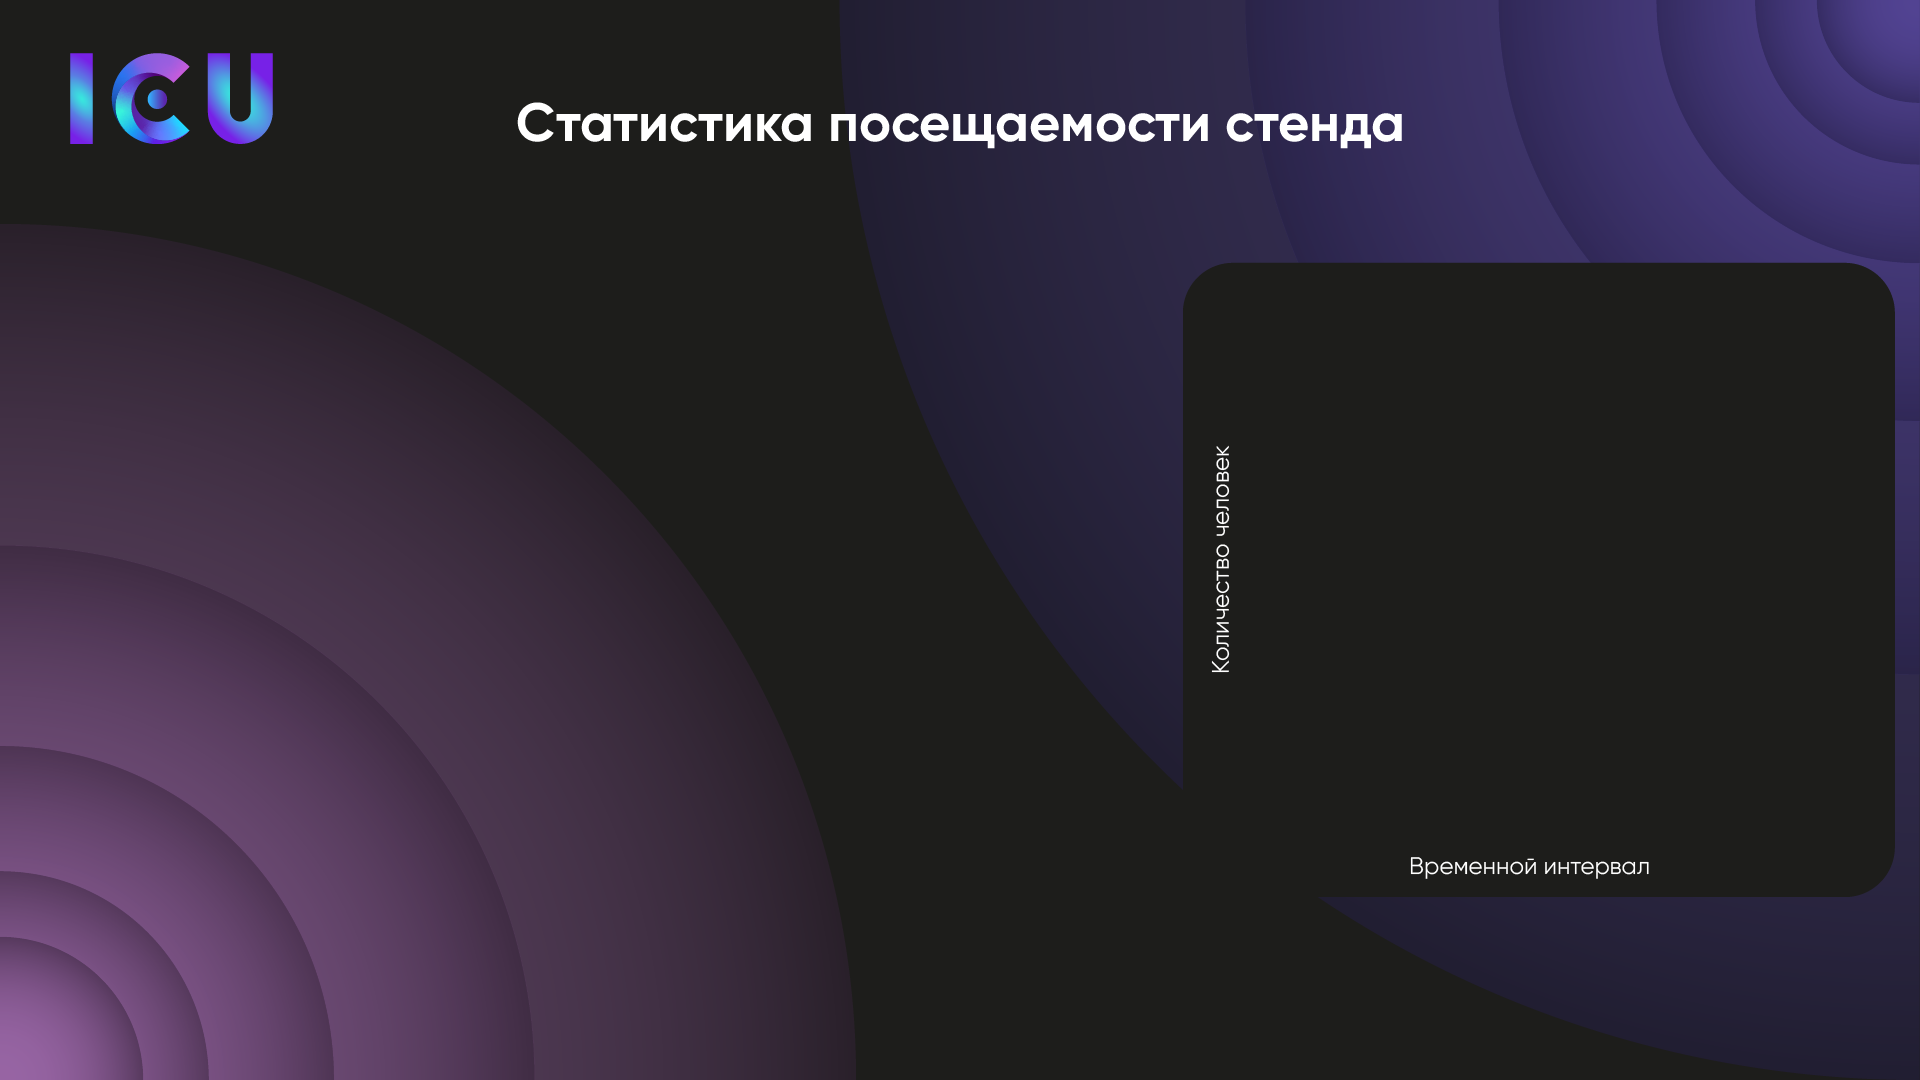 ICU
Статистика посещаемости стенда
Количество человек
Временной интервал